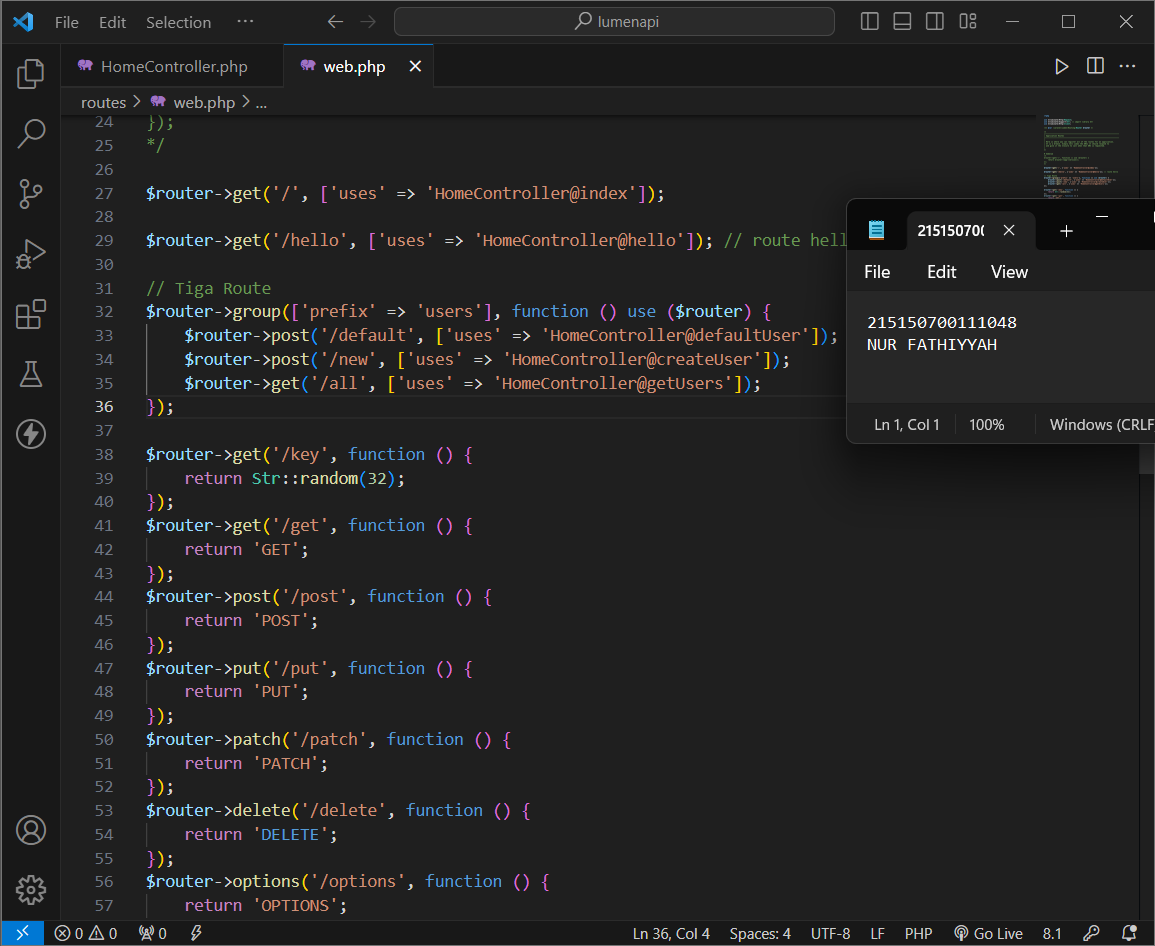 File Edit Selection ··· lumenapi
HomeController.php web.php
routes > web.php > ...
24 });
25 */
26
27 $router->get('/', ['uses' => 'HomeController@index']);
28
29 $router->get('/hello', ['uses' => 'HomeController@hello']); // route hell
30
31 // Tiga Route
32 $router->group(['prefix' => 'users'], function () use ($router) {
33 $router->post('/default', ['uses' => 'HomeController@defaultUser']);
34 $router->post('/new', ['uses' => 'HomeController@createUser']);
35 $router->get('/all', ['uses' => 'HomeController@getUsers']);
36 });
37
38 $router->get('/key', function () {
39 return Str::random(32);
40 });
41 $router->get('/get', function () {
42 return 'GET';
43 });
44 $router->post('/post', function () {
45 return 'POST';
46 });
47 $router->put('/put', function () {
48 return 'PUT';
49 });
50 $router->patch('/patch', function () {
51 return 'PATCH';
52 });
53 $router->delete('/delete', function () {
54 return 'DELETE';
55 });
56 $router->options('/options', function () {
57 return 'OPTIONS';
21515070(
File Edit View
215150700111048
NUR FATHIYYAH
Ln 1, Col 1 100% Windows (CRLF
0 0 0 Ln 36, Col 4 Spaces: 4 UTF-8 LF PHP Go Live 8.1